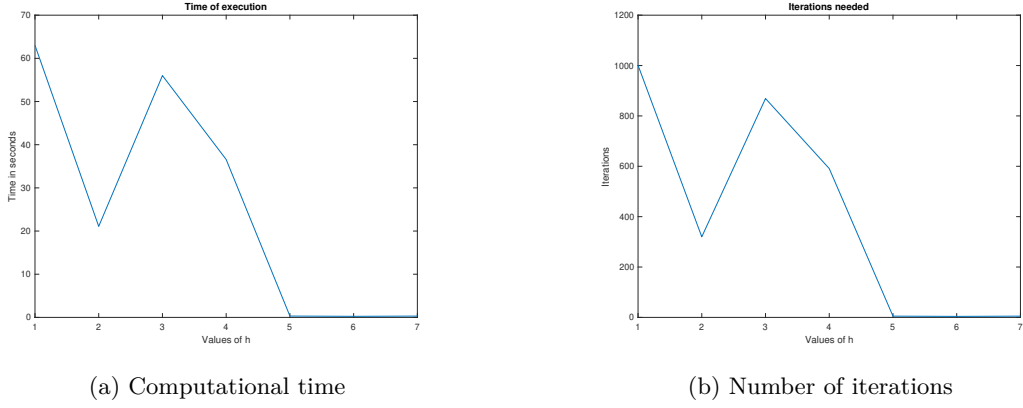 Time of execution
70
60
50
40
30
20
10
0
Time in seconds
1 2 3 4 5 6 7
Values of h
(a) Computational time
Iterations needed
1200
1000
800
600
400
200
0
Iterations
1 2 3 4 5 6 7
Values of h
(b) Number of iterations